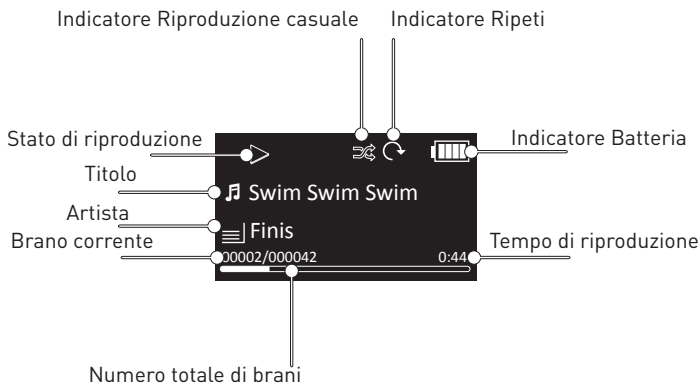 Indicatore Riproduzione casuale
Indicatore Ripeti
Stato di riproduzione
Indicatore Batteria
Titolo
Swim Swim Swim
Artista
Finis
Brano corrente
00002/000042
0:44
Tempo di riproduzione
Numero totale di brani